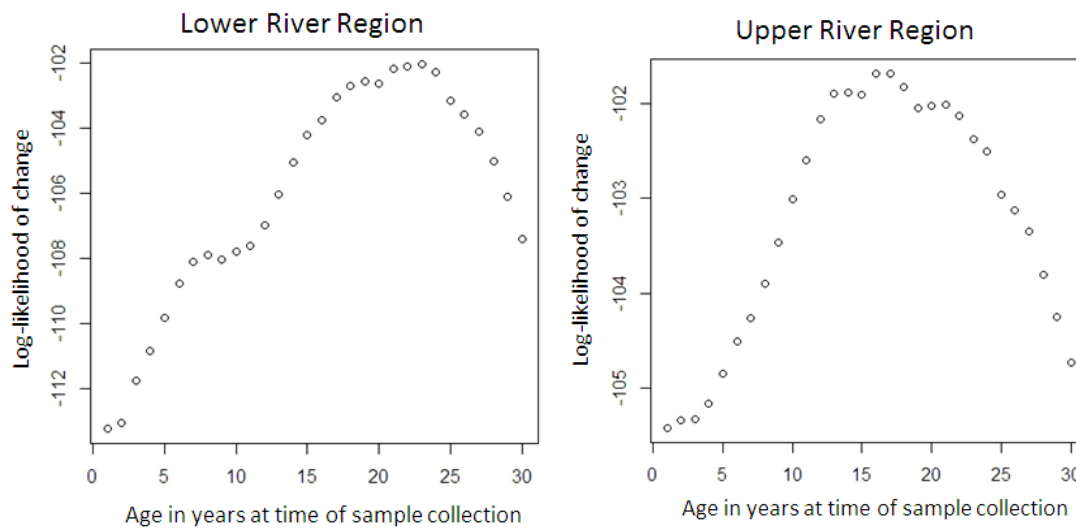 Lower River Region
Log-likelihood of change
-102
-104
-106
-108
-110
-112
0 5 10 15 20 25 30
Age in years at time of sample collection
Upper River Region
Log-likelihood of change
-102
-103
-104
-105
0 5 10 15 20 25 30
Age in years at time of sample collection